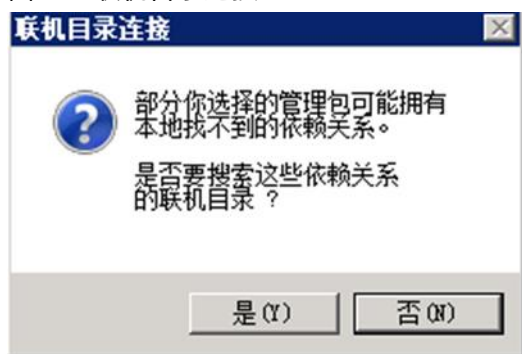 联机目录连接
部分你选择的管理包可能拥有
本地找不到的依赖关系。
是否要搜索这些依赖关系
的联机目录 ?
是(Y)
否(N)